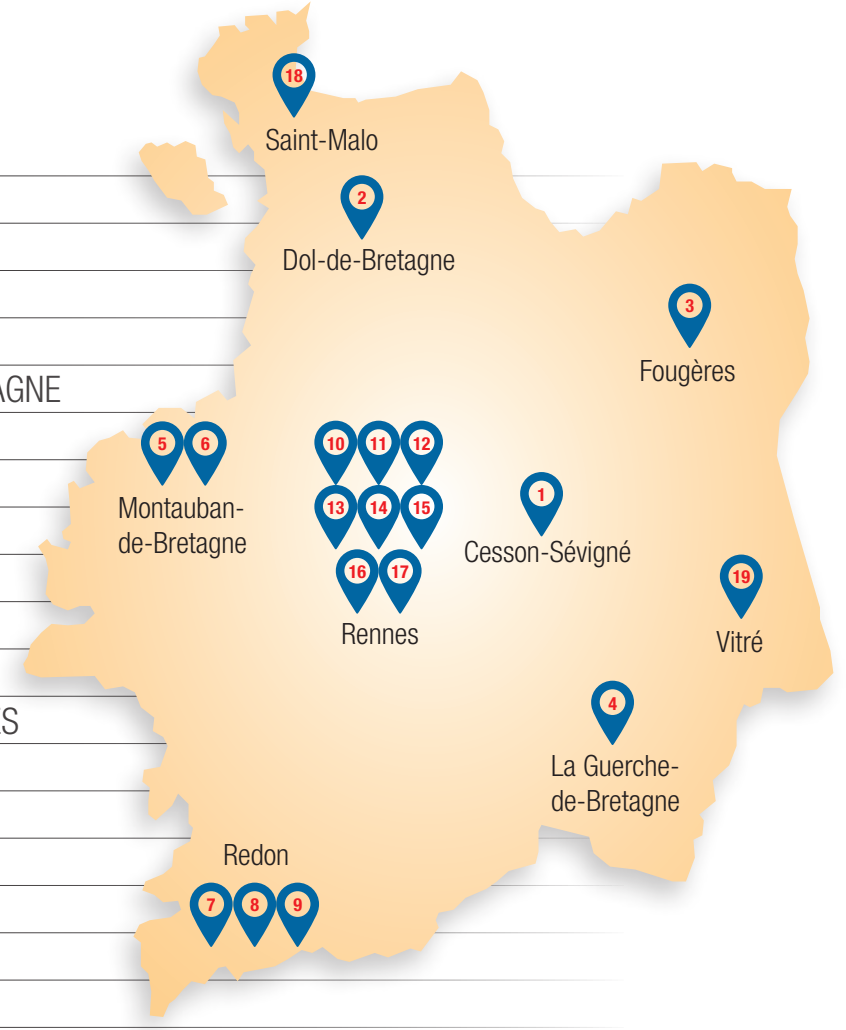 18
Saint-Malo
2
Dol-de-Bretagne
3
Fougères
AGNE
5 6
Montauban-
de-Bretagne
10 11 12
13 14 15
16 17
Rennes
1
Cesson-Sévigné
19
Vitré
ES
4
La Guerche-
de-Bretagne
Redon
7 8 9